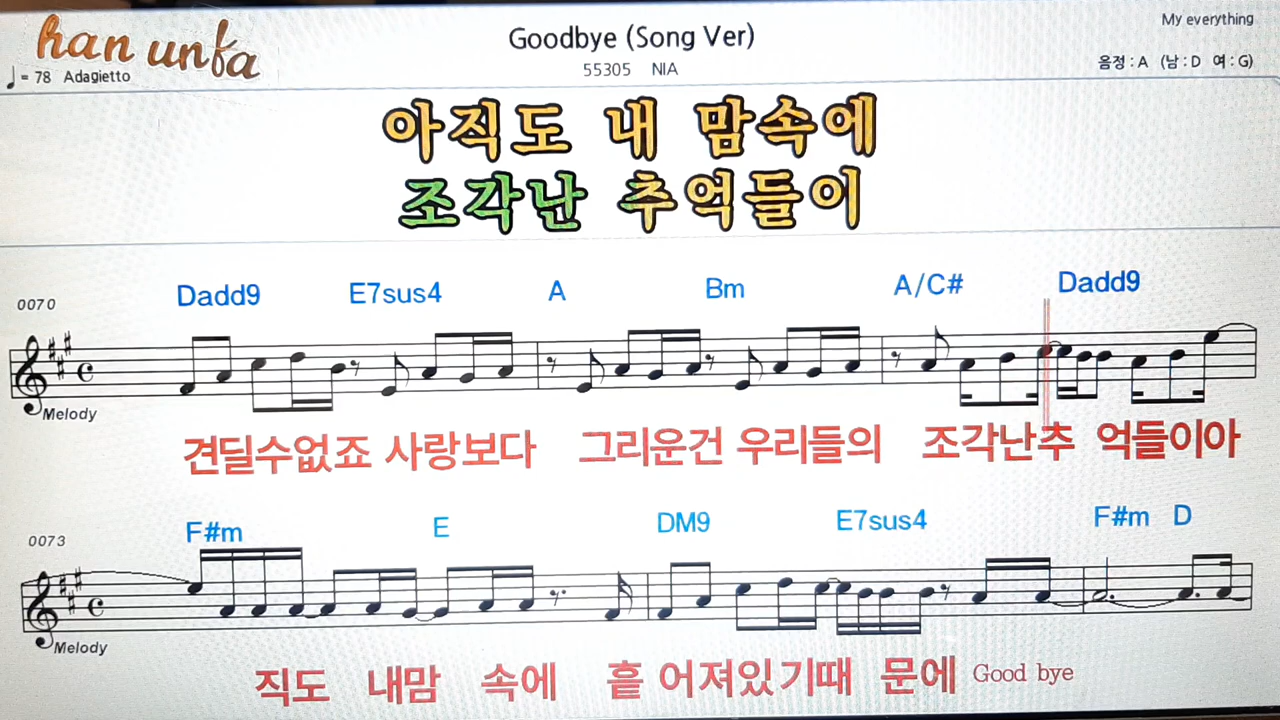 han unfa
Goodbye (Song Ver)
My everything
♩= 78 Adagietto
55305 NIA
음정 : A (남 : D 여 : G)
아직도 내 맘속에
조각난 추억들이
0070
Dadd9 E7sus4 A Bm A/C# Dadd9
Melody
견딜수없죠 사랑보다 그리운건 우리들의 조각난추 억들이아
0073
F#m E DM9 E7sus4 F#m D
Melody
직도 내맘 속에 흩 어져있기때 문에 Good bye